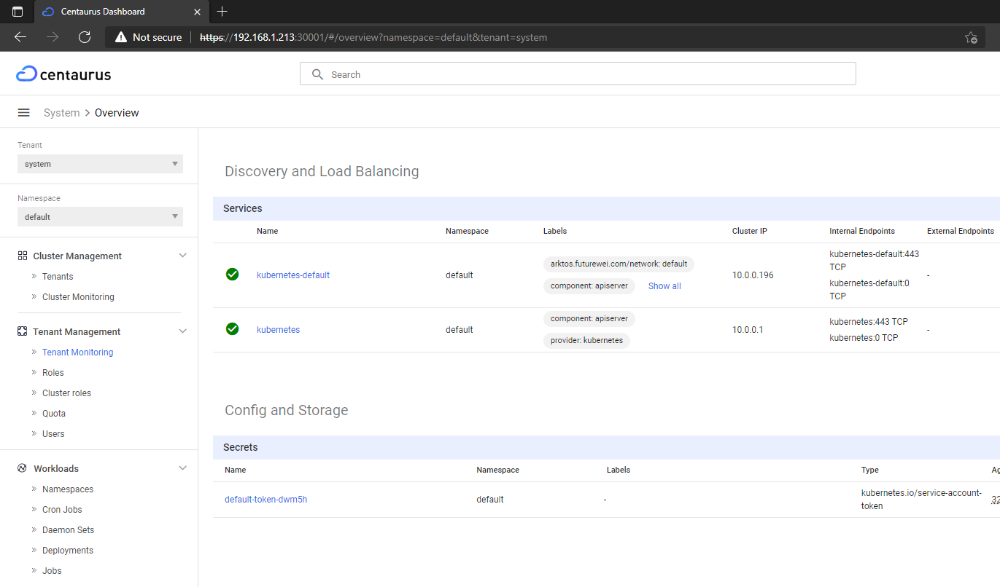 Centaurus Dashboard
Not secure https://192.168.1.213:30001/#/overview?namespace=default&tenant=system
centaurus
Search
System > Overview
Tenant
system
Namespace
default
Cluster Management
» Tenants
» Cluster Monitoring
Tenant Management
» Tenant Monitoring
» Roles
» Cluster roles
» Quota
» Users
Workloads
» Namespaces
» Cron Jobs
» Daemon Sets
» Deployments
» Jobs
Discovery and Load Balancing
Services
Name Namespace Labels Cluster IP Internal Endpoints External Endpoints
kubernetes-default default arktos.futurewei.com/network: default 10.0.0.196 kubernetes-default:443
TCP
component: apiserver Show all kubernetes-default:0
TCP
-
kubernetes default component: apiserver 10.0.0.1 kubernetes:443 TCP
provider: kubernetes kubernetes:0 TCP
-
Config and Storage
Secrets
Name Namespace Labels Type Ag
default-token-dwm5h default - kubernetes.io/service-account-
token
32